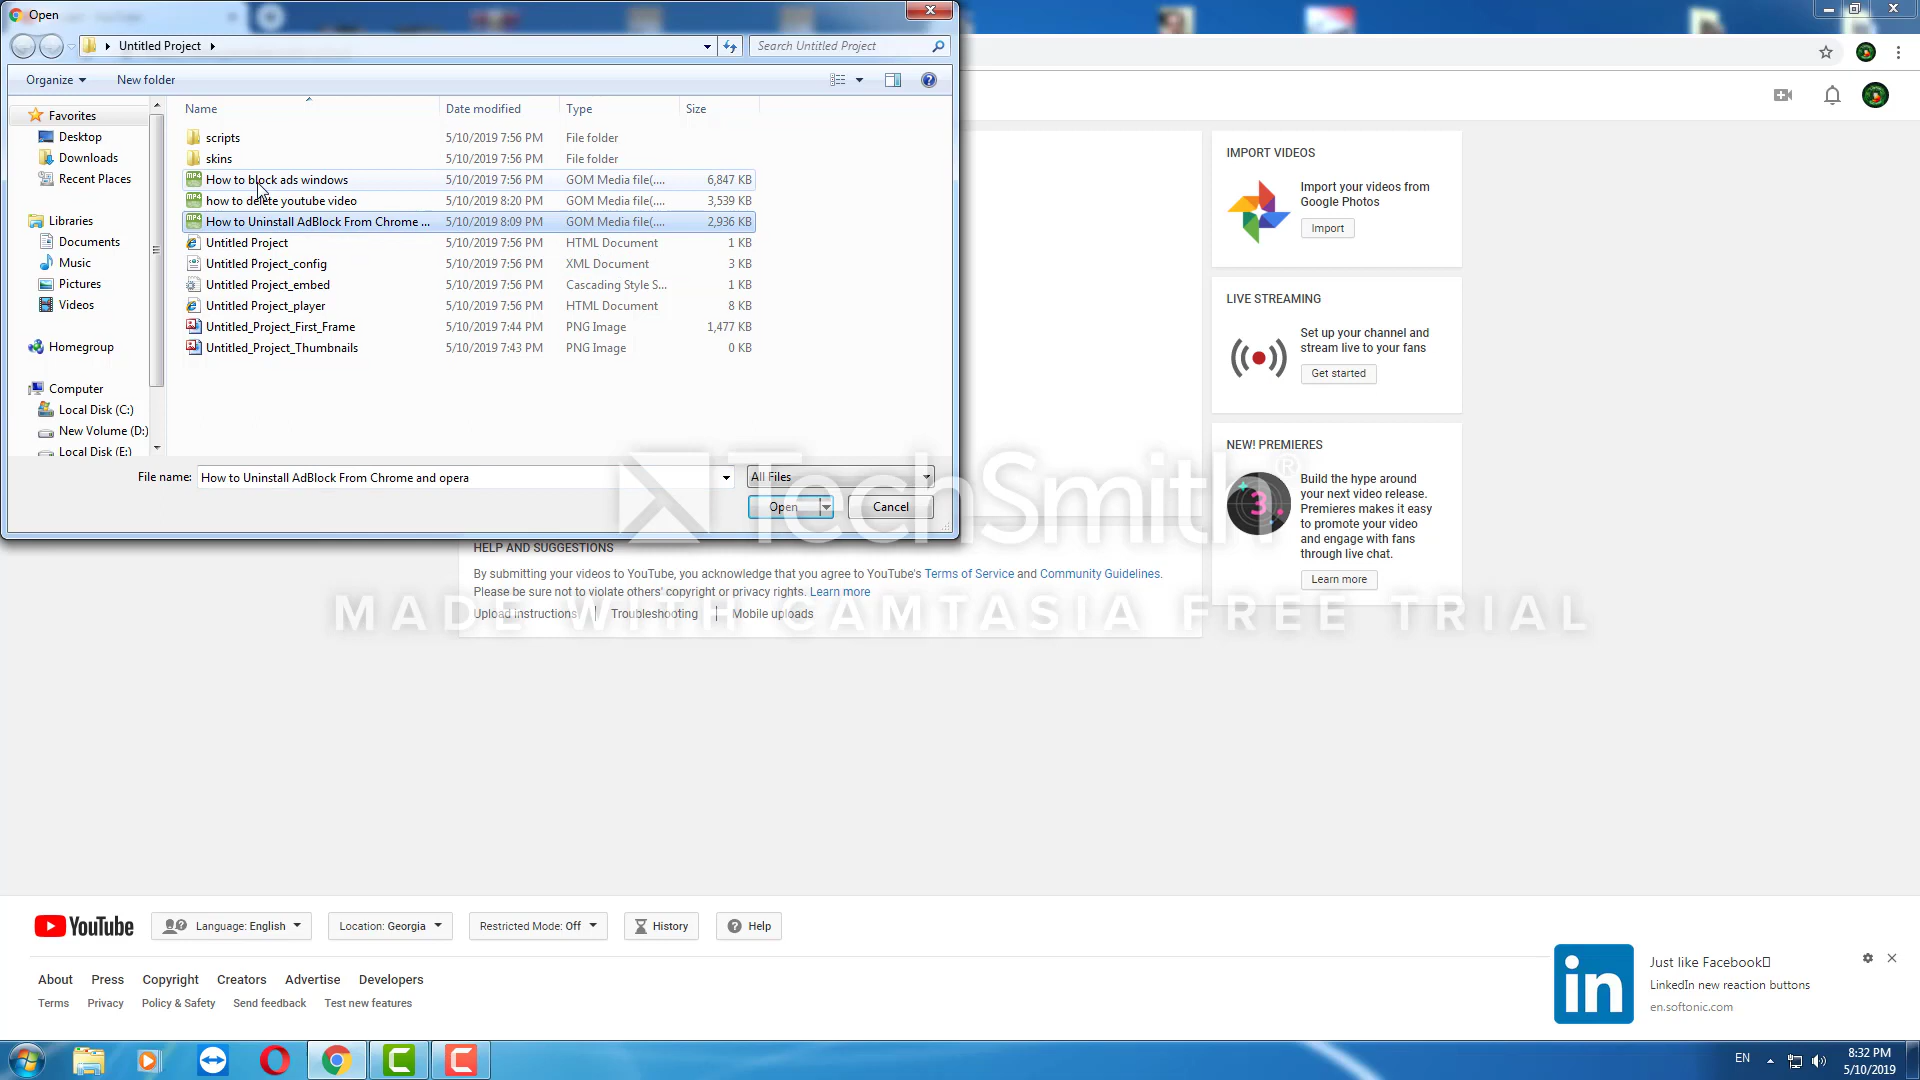 Open
Untitled Project
Search Untitled Project
Organize
New folder
Name
Date modified
Type
Size
Favorites
Desktop
Downloads
Recent Places
Libraries
Documents
Music
Pictures
Videos
Homegroup
Computer
Local Disk (C:)
New Volume (D:)
Local Disk (E:)
scripts 5/10/2019 7:56 PM File folder
skins 5/10/2019 7:56 PM File folder
How to block ads windows 5/10/2019 7:56 PM GOM Media file(.... 6,847 KB
how to delete youtube video 5/10/2019 8:20 PM GOM Media file(.... 3,539 KB
How to Uninstall AdBlock From Chrome ... 5/10/2019 8:09 PM GOM Media file(.... 2,936 KB
Untitled Project 5/10/2019 7:56 PM HTML Document 1 KB
Untitled Project_config 5/10/2019 7:56 PM XML Document 3 KB
Untitled Project_embed 5/10/2019 7:56 PM Cascading Style S... 1 KB
Untitled Project_player 5/10/2019 7:56 PM HTML Document 8 KB
Untitled_Project_First_Frame 5/10/2019 7:44 PM PNG Image 1,477 KB
Untitled_Project_Thumbnails 5/10/2019 7:43 PM PNG Image 0 KB
File name: How to Uninstall AdBlock From Chrome and opera
All Files
Open
Cancel
IMPORT VIDEOS
Import your videos from
Google Photos
Import
LIVE STREAMING
Set up your channel and
stream live to your fans
Get started
NEW! PREMIERES
Build the hype around
your next video release.
Premieres makes it easy
to promote your video
and engage with fans
through live chat.
Learn more
TechSmith®
MADE WITH CAMTASIA FREE TRIAL
HELP AND SUGGESTIONS
By submitting your videos to YouTube, you acknowledge that you agree to YouTube's Terms of Service and Community Guidelines.
Please be sure not to violate others' copyright or privacy rights. Learn more
Upload instructions
Troubleshooting
Mobile uploads
YouTube
Language: English
Location: Georgia
Restricted Mode: Off
History
Help
About Press Copyright Creators Advertise Developers
Terms Privacy Policy & Safety Send feedback Test new features
in
Just like Facebook
LinkedIn new reaction buttons
en.softonic.com
EN
8:32 PM
5/10/2019